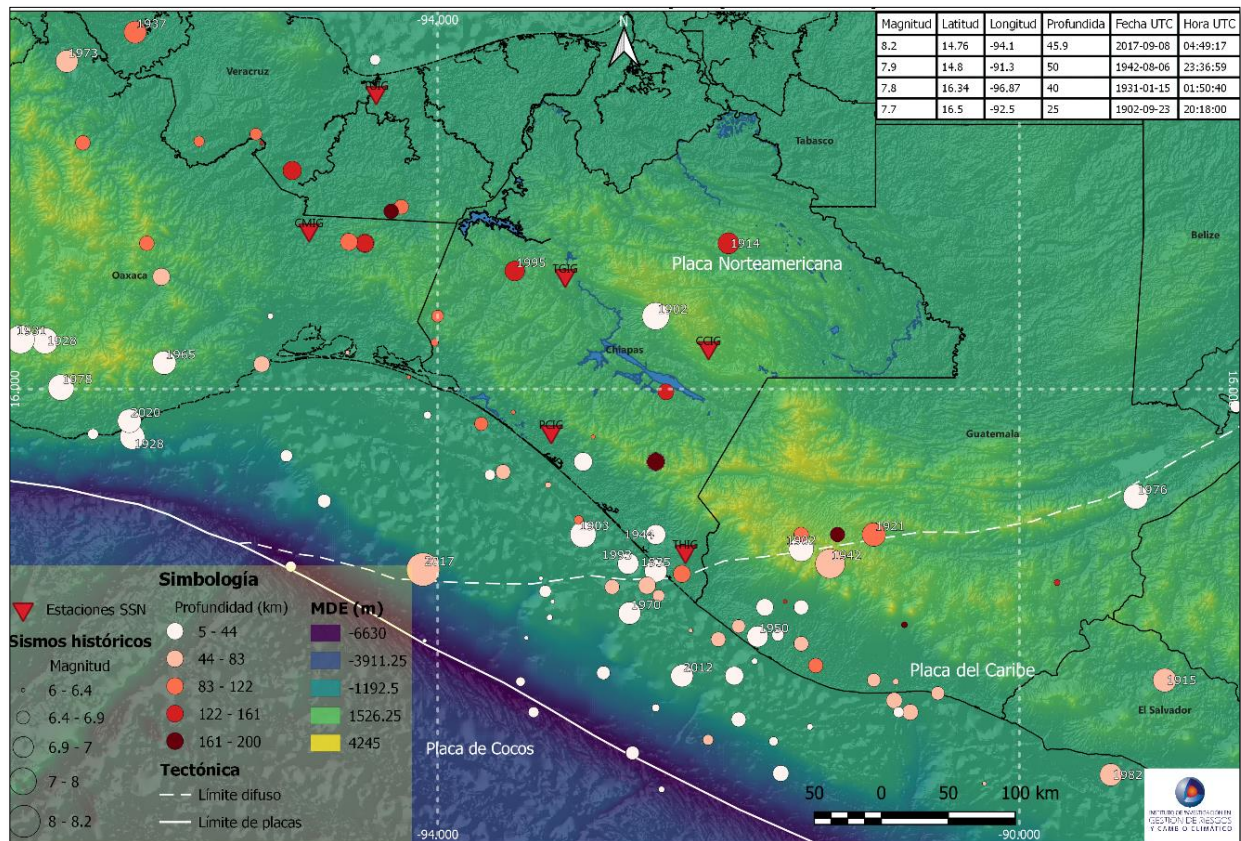 Magnitud Latitud Longitud Profundida Fecha UTC Hora UTC
8.2 14.76 -94.1 45.9 2017-09-08 04:49:17
7.9 14.8 -91.3 50 1942-08-06 23:36:59
7.8 16.34 -96.87 40 1931-01-15 01:50:40
7.7 16.5 -92.5 25 1902-09-23 20:18:00
-94,000
N
1937
1973
Veracruz
Tabasco
CMIG
Oaxaca
1914
Placa Norteamericana
Belize
1995
TGIG
1902
1931
1928
CCIG
Chiapas
1965
1978
16,000
16,000
2020
1928
PCIG
Guatemala
1976
1903
1944
1921
1902
1942
1993
THIG
1935
2017
1970
1950
2012
Placa del Caribe
1915
El Salvador
Placa de Cocos
1982
Simbología
Estaciones SSN
Sismos históricos
Magnitud
6 - 6.4
6.4 - 6.9
6.9 - 7
7 - 8
8 - 8.2
Profundidad (km)
5 - 44
44 - 83
83 - 122
122 - 161
161 - 200
Tectónica
Límite difuso
Límite de placas
MDE (m)
-6630
-3911.25
-1192.5
1526.25
4245
50 0 50 100 km
-94,000
-90,000
INSTITUTO DE INVESTIGACIÓN EN
GESTIÓN DE RIESGOS
Y CAMBIO CLIMÁTICO